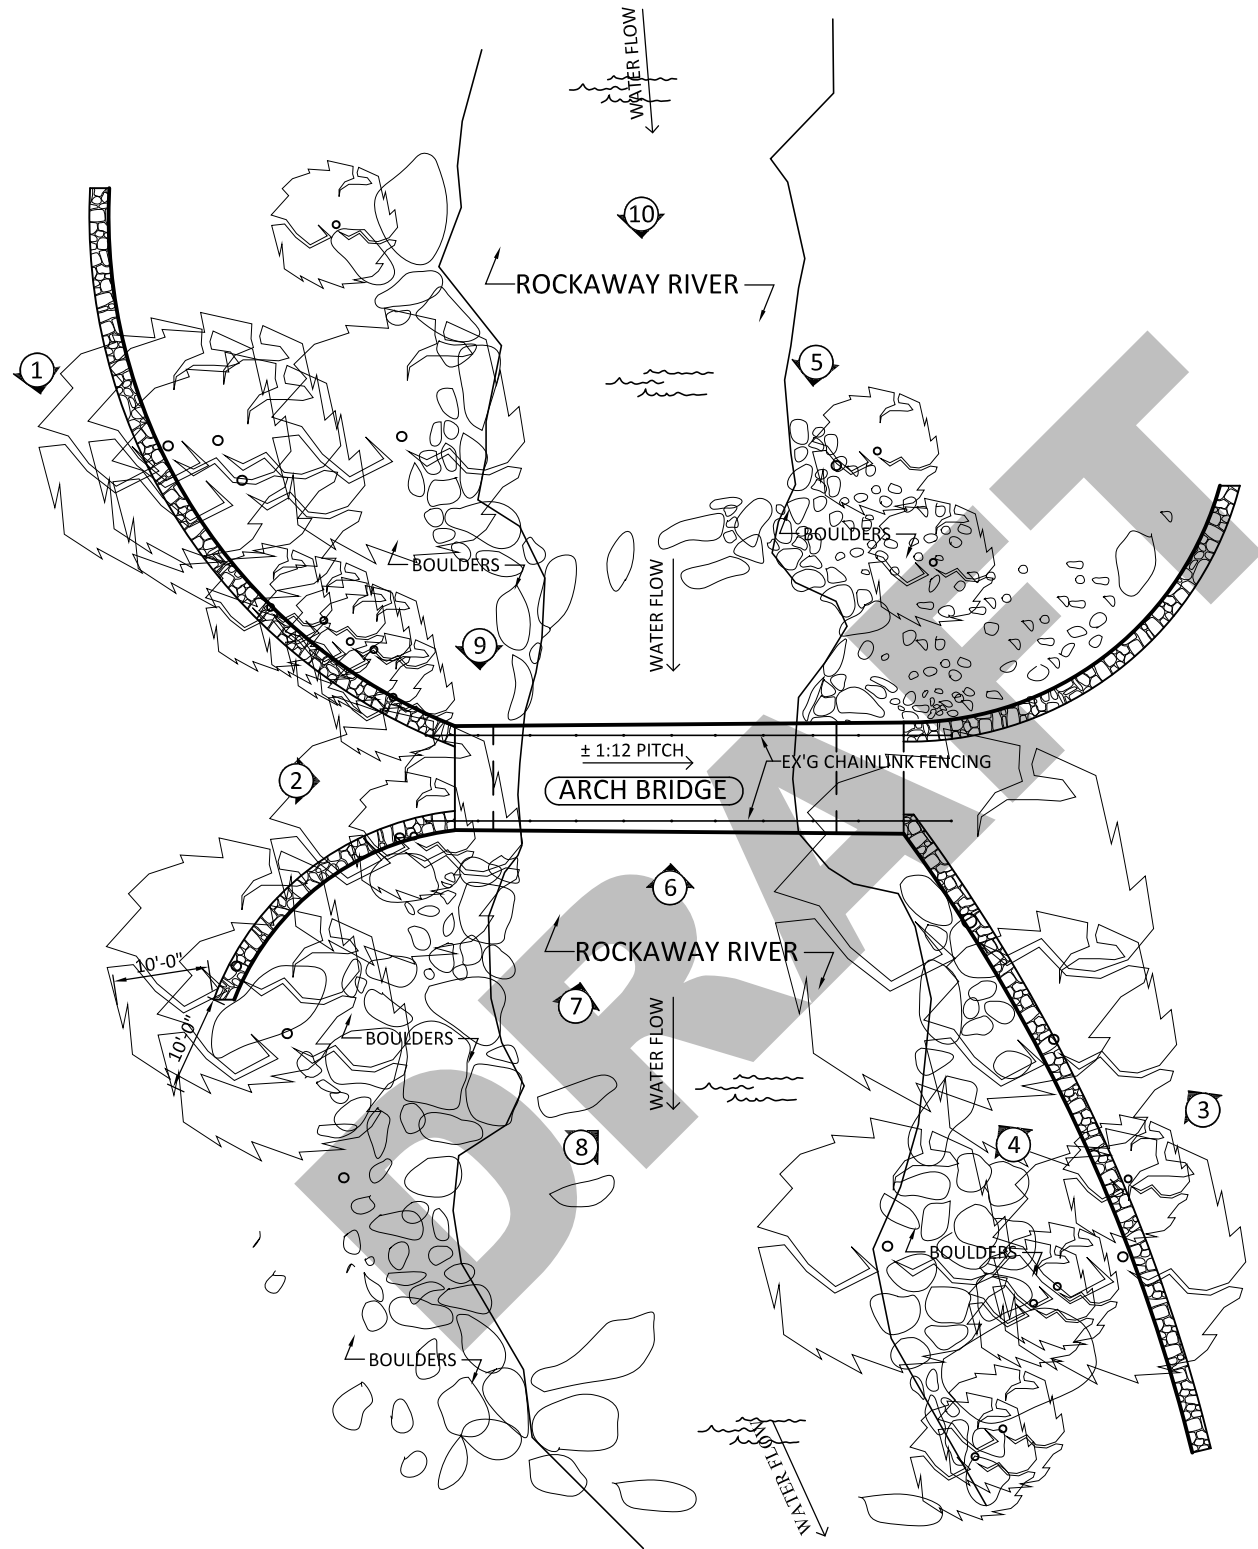 WATER FLOW
10
ROCKAWAY RIVER
1
5
BOULDERS
BOULDERS
WATER FLOW
9
± 1:12 PITCH
EX'G CHAINLINK FENCING
2
ARCH BRIDGE
6
ROCKAWAY RIVER
10'-0"
7
10'-0"
BOULDERS
WATER FLOW
3
8
4
BOULDERS
BOULDERS
WATER FLOW
DRAFT